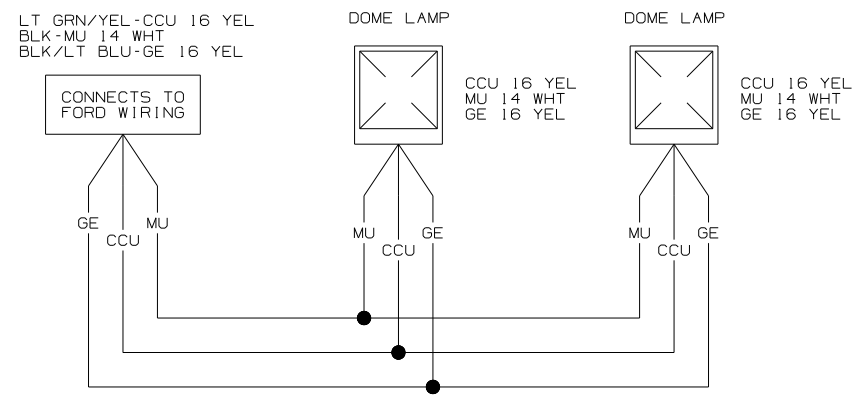 LT GRN/YEL-CCU 16 YEL
BLK-MU 14 WHT
BLK/LT BLU-GE 16 YEL
CONNECTS TO
FORD WIRING
GE
CCU
MU
DOME LAMP
CCU 16 YEL
MU 14 WHT
GE 16 YEL
MU
CCU
GE
DOME LAMP
CCU 16 YEL
MU 14 WHT
GE 16 YEL
MU
CCU
GE